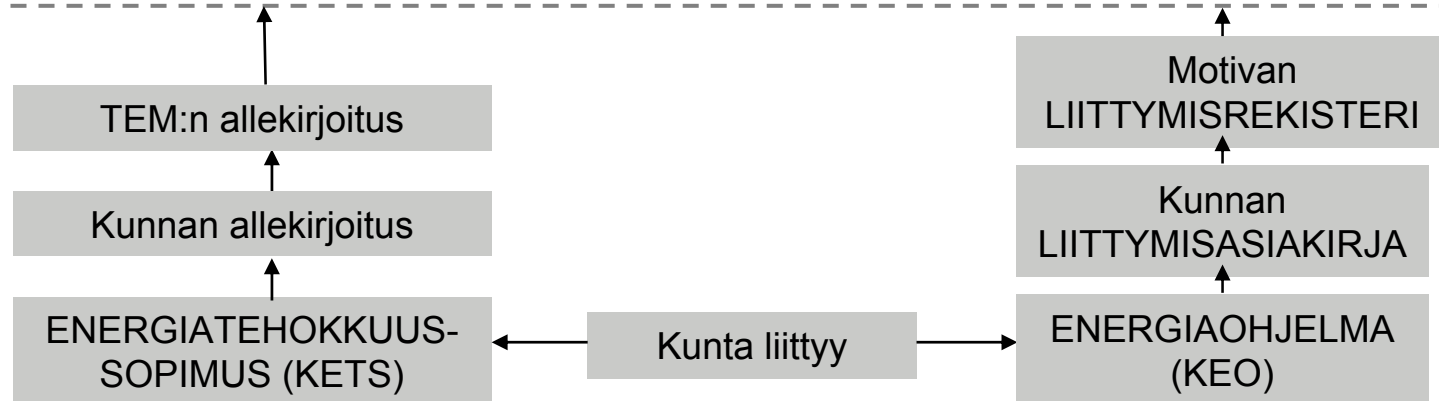 TEM:n allekirjoitus
Kunnan allekirjoitus
ENERGIATEHOKKUUS-
SOPIMUS (KETS)
Kunta liittyy
Motivan
LIITTYMISREKISTERI
Kunnan
LIITTYMISASIAKIRJA
ENERGIAOHJELMA
(KEO)